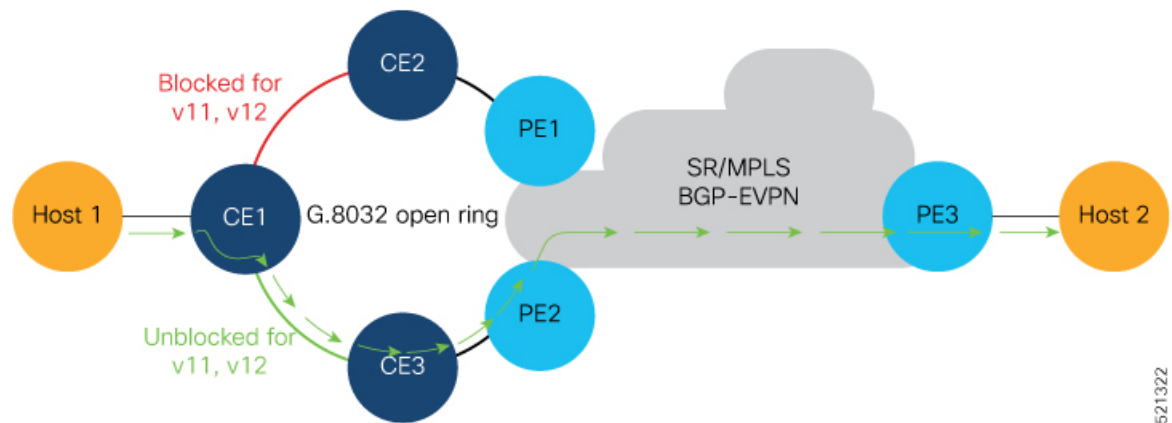 CE2
Blocked for
v11, v12
PE1
SR/MPLS
BGP-EVPN
Host 1
CE1
G.8032 open ring
PE3
Host 2
PE2
Unblocked for
v11, v12
CE3
521322